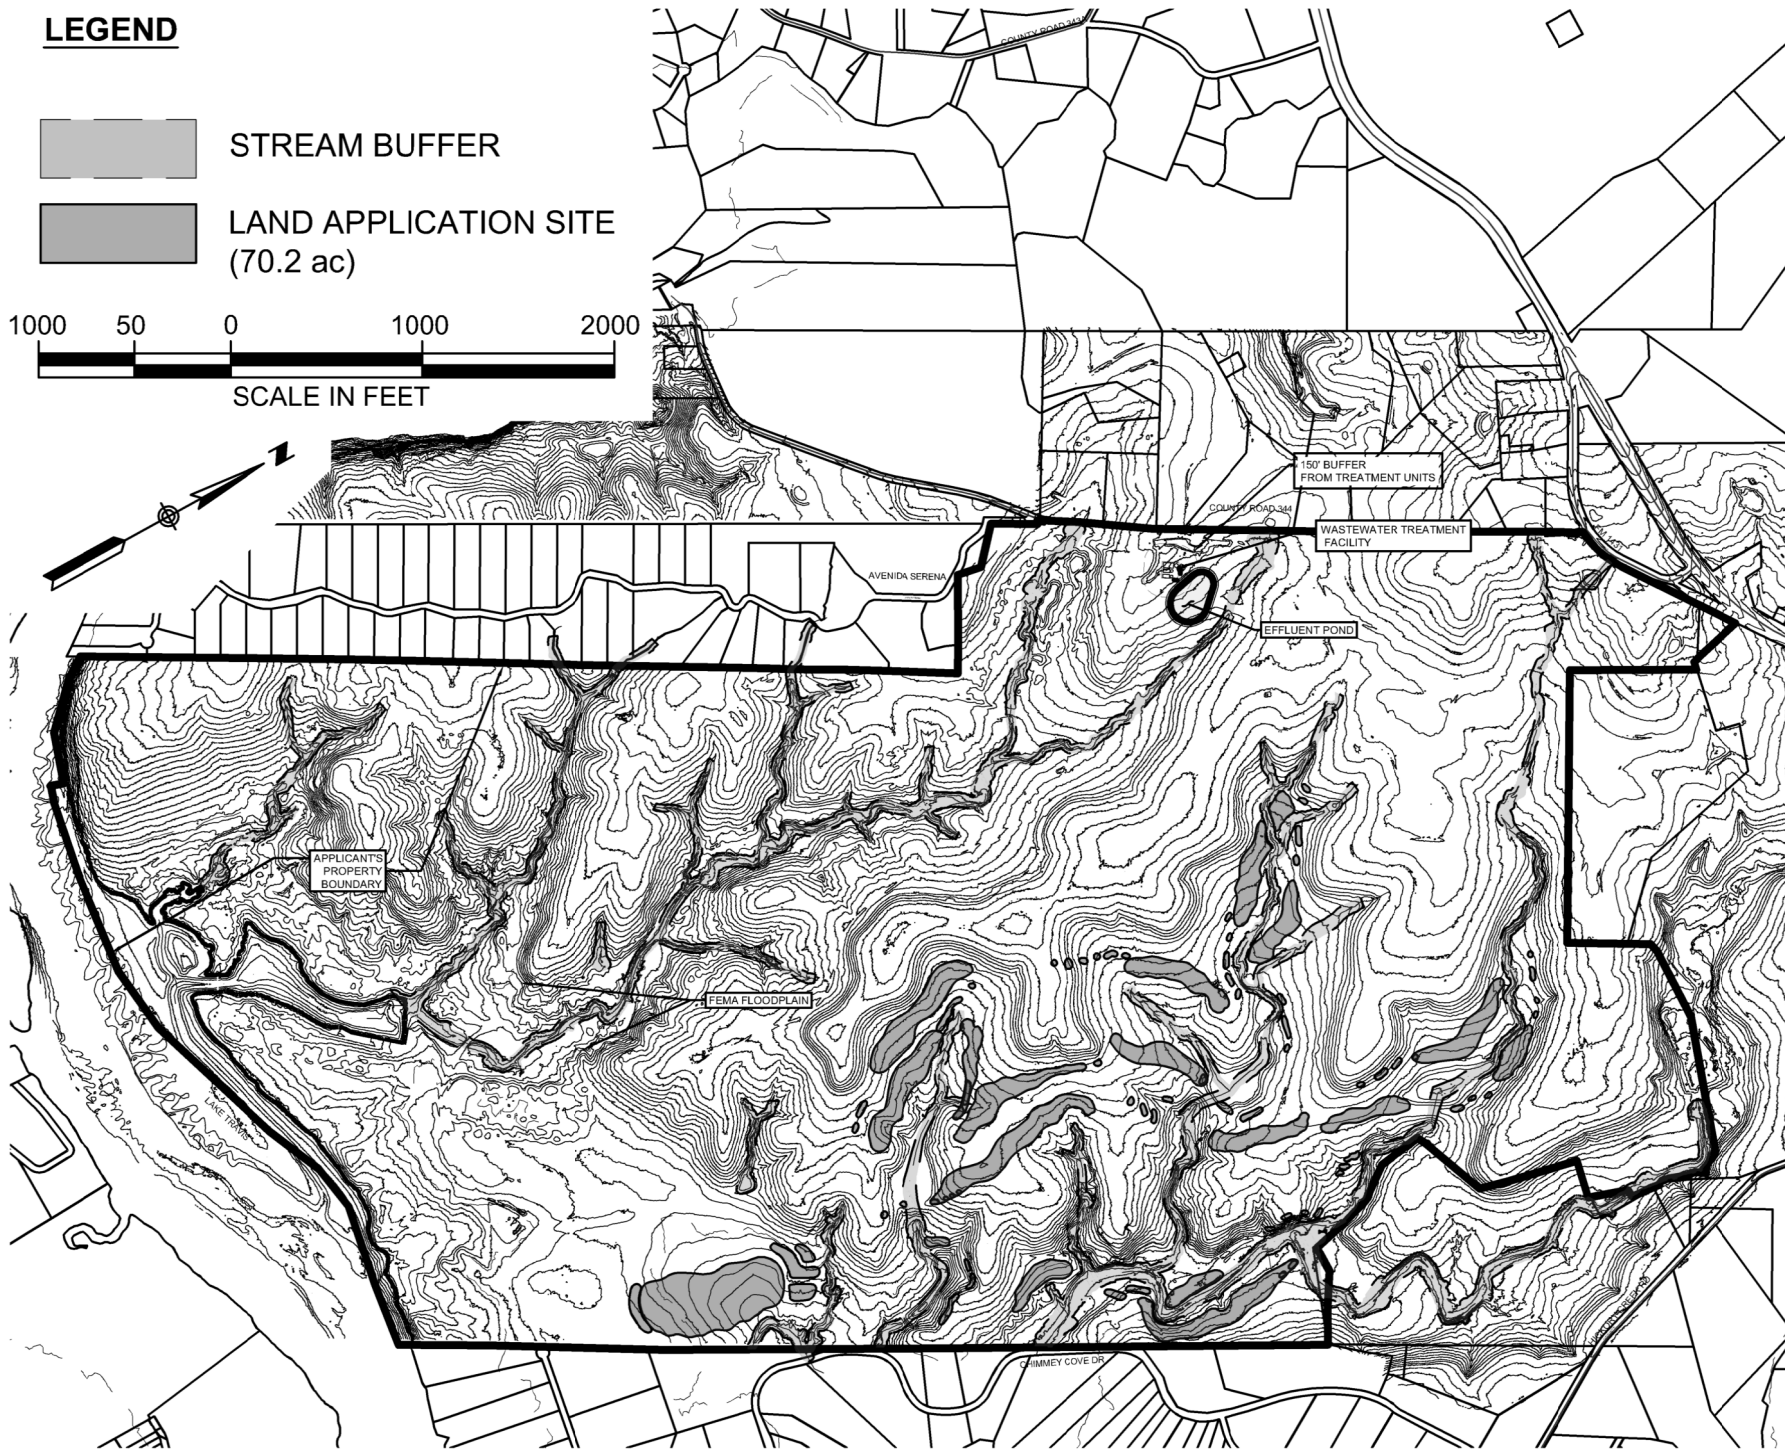 LEGEND
STREAM BUFFER
LAND APPLICATION SITE
(70.2 ac)
1000 50 0 1000 2000
SCALE IN FEET
N
COUNTY ROAD 343A
150' BUFFER
FROM TREATMENT UNITS
COUNTY ROAD 344
WASTEWATER TREATMENT
FACILITY
AVENIDA SERENA
EFFLUENT POND
APPLICANT'S
PROPERTY
BOUNDARY
FEMA FLOODPLAIN
LAKE TRAVIS
CHIMMEY COVE DR